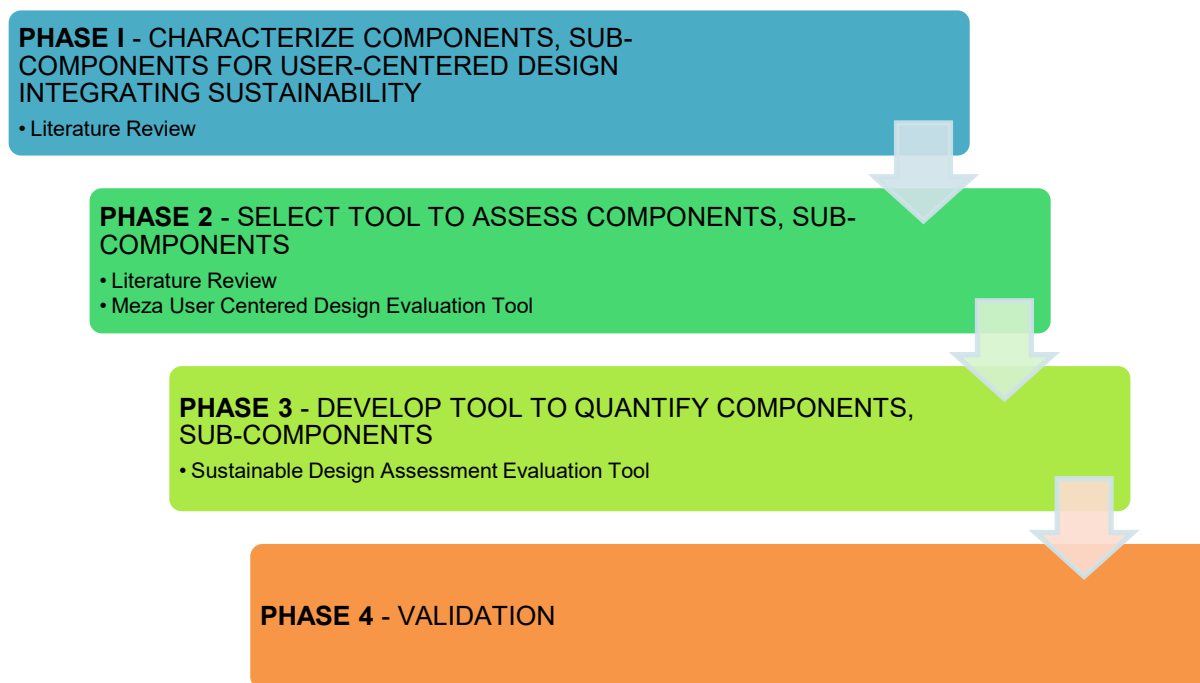 PHASE I - CHARACTERIZE COMPONENTS, SUB-
COMPONENTS FOR USER-CENTERED DESIGN
INTEGRATING SUSTAINABILITY
• Literature Review
PHASE 2 - SELECT TOOL TO ASSESS COMPONENTS, SUB-
COMPONENTS
• Literature Review
• Meza User Centered Design Evaluation Tool
PHASE 3 - DEVELOP TOOL TO QUANTIFY COMPONENTS,
SUB-COMPONENTS
• Sustainable Design Assessment Evaluation Tool
PHASE 4 - VALIDATION